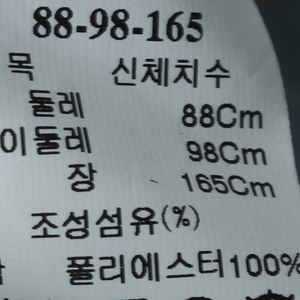 88-98-165
목 신체치수
둘레 88Cm
이둘레 98Cm
장 165Cm
조성섬유(%)
폴리에스터100%